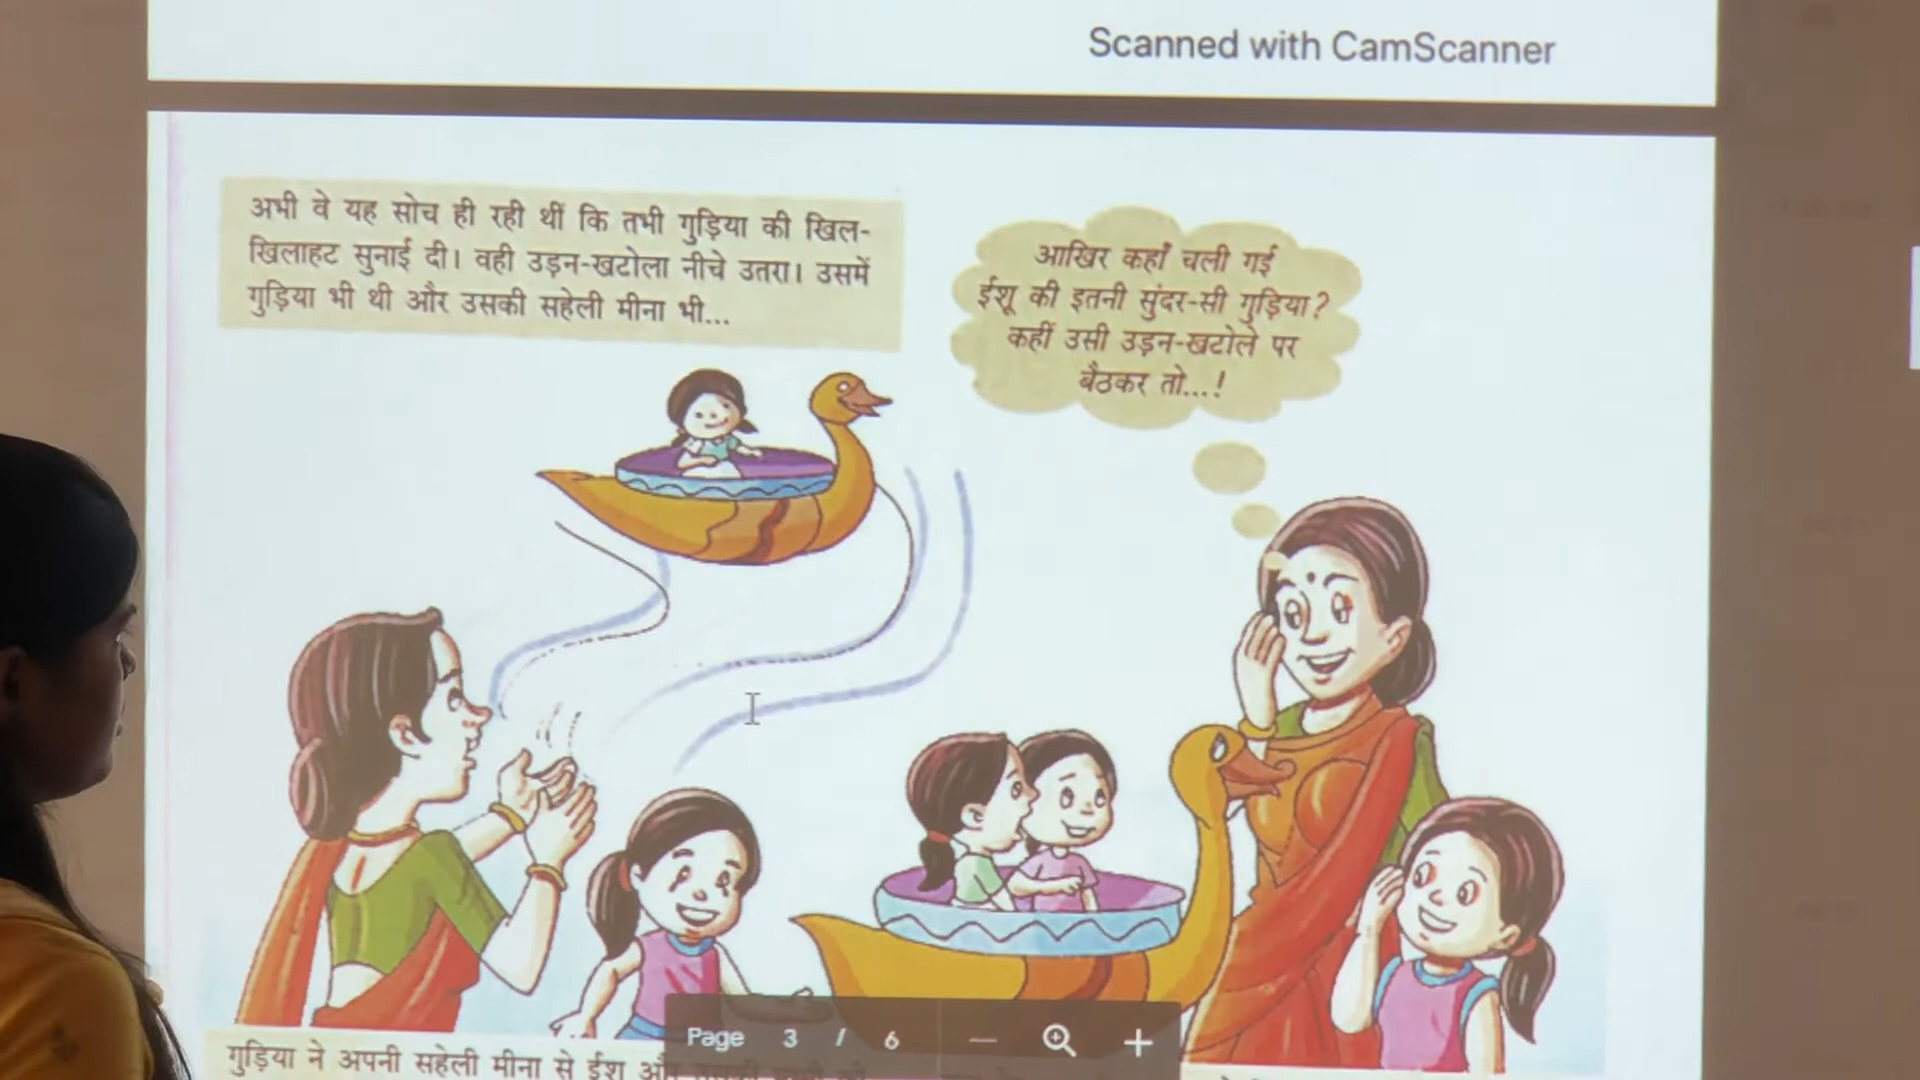 Scanned with CamScanner
अभी वे यह सोच ही रही थीं कि तभी गुड़िया की खिल-
खिलाहट सुनाई दी। वही उड़न-खटोला नीचे उतरा। उसमें
गुड़िया भी थी और उसकी सहेली मीना भी...
आखिर कहाँ चली गई
ईशू की इतनी सुंदर-सी गुड़िया?
कहीं उसी उड़न-खटोले पर
बैठकर तो...!
गुड़िया ने अपनी सहेली मीना से ईशू
Page 3 / 6